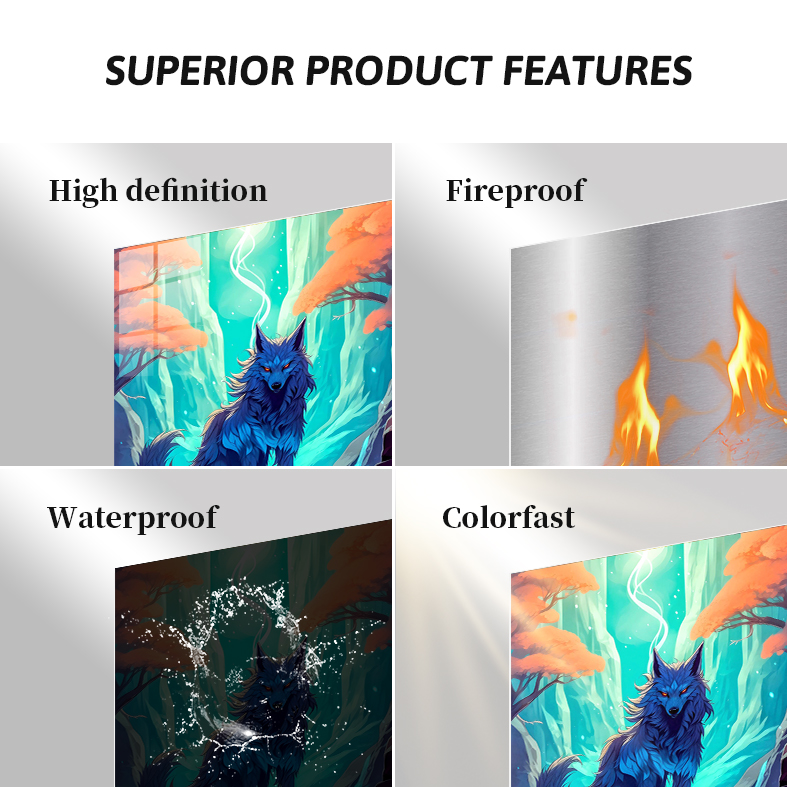 SUPERIOR PRODUCT FEATURES
High definition
Fireproof
Waterproof
Colorfast